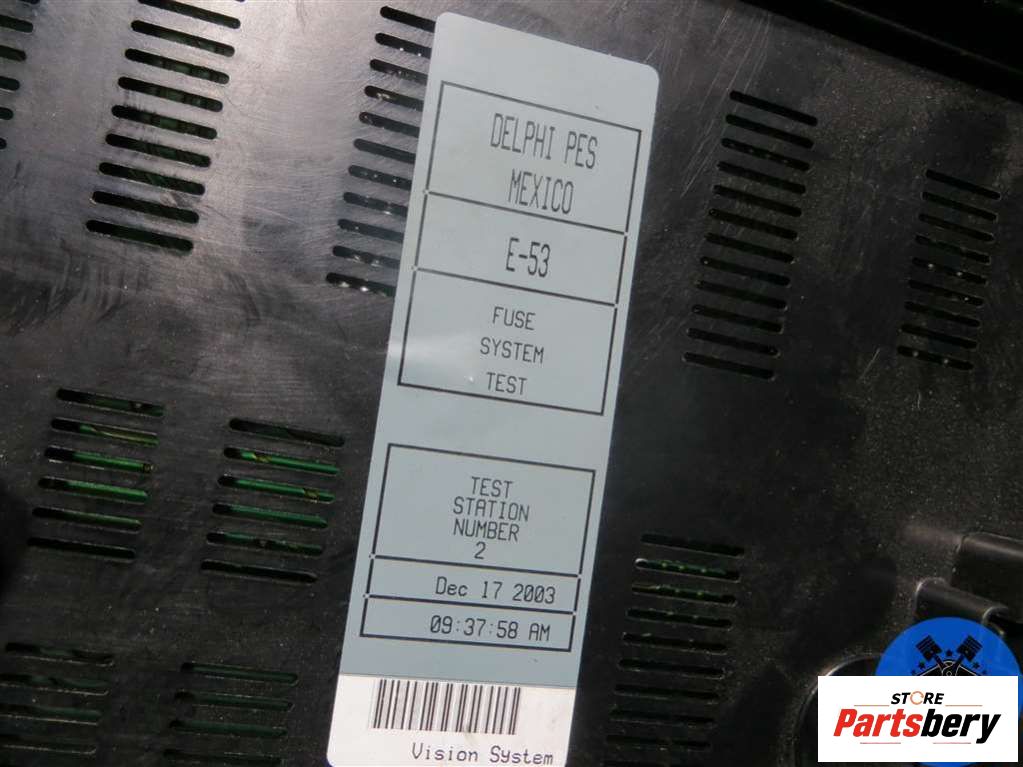 DELPHI PES
MEXICO
E-53
FUSE
SYSTEM
TEST
TEST
STATION
NUMBER
2
Dec 17 2003
09:37:58 AM
Vision System
STORE
Partsbery